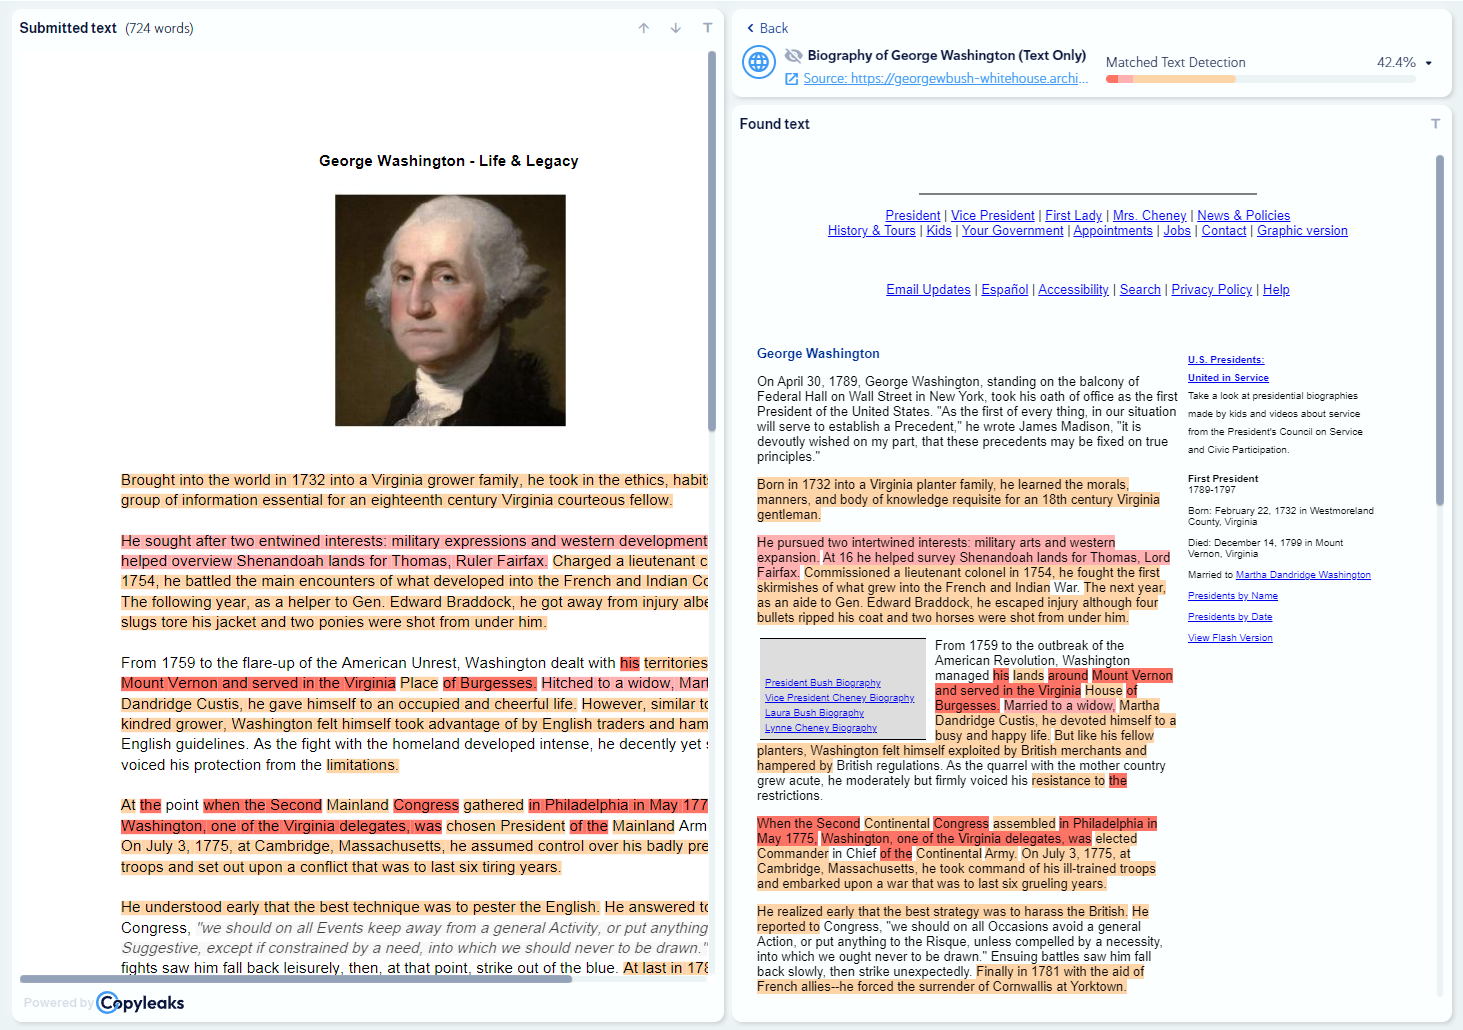 Submitted text (724 words)
T
George Washington - Life & Legacy
Brought into the world in 1732 into a Virginia grower family, he took in the ethics, habits
group of information essential for an eighteenth century Virginia courteous fellow.
He sought after two entwined interests: military expressions and western development
helped overview Shenandoah lands for Thomas, Ruler Fairfax. Charged a lieutenant c
1754, he battled the main encounters of what developed into the French and Indian Co
The following year, as a helper to Gen. Edward Braddock, he got away from injury albe
slugs tore his jacket and two ponies were shot from under him.
From 1759 to the flare-up of the American Unrest, Washington dealt with his territories
Mount Vernon and served in the Virginia Place of Burgesses. Hitched to a widow, Mart
Dandridge Custis, he gave himself to an occupied and cheerful life. However, similar to
kindred grower, Washington felt himself took advantage of by English traders and ham
English guidelines. As the fight with the homeland developed intense, he decently yet s
voiced his protection from the limitations.
At the point when the Second Mainland Congress gathered in Philadelphia in May 177
Washington, one of the Virginia delegates, was chosen President of the Mainland Arm
On July 3, 1775, at Cambridge, Massachusetts, he assumed control over his badly pre
troops and set out upon a conflict that was to last six tiring years.
He understood early that the best technique was to pester the English. He answered to
Congress, "we should on all Events keep away from a general Activity, or put anything
Suggestive, except if constrained by a need, into which we should never to be drawn."
fights saw him fall back leisurely, then, at that point, strike out of the blue. At last in 178
Powered by Copyleaks
Back
Biography of George Washington (Text Only)
Source: https://georgewbush-whitehouse.archi...
Matched Text Detection 42.4%
Found text
T
President | Vice President | First Lady | Mrs. Cheney | News & Policies
History & Tours | Kids | Your Government | Appointments | Jobs | Contact | Graphic version
Email Updates | Español | Accessibility | Search | Privacy Policy | Help
George Washington
On April 30, 1789, George Washington, standing on the balcony of
Federal Hall on Wall Street in New York, took his oath of office as the first
President of the United States. "As the first of every thing, in our situation
will serve to establish a Precedent," he wrote James Madison, "it is
devoutly wished on my part, that these precedents may be fixed on true
principles."
Born in 1732 into a Virginia planter family, he learned the morals,
manners, and body of knowledge requisite for an 18th century Virginia
gentleman.
He pursued two intertwined interests: military arts and western
expansion. At 16 he helped survey Shenandoah lands for Thomas, Lord
Fairfax. Commissioned a lieutenant colonel in 1754, he fought the first
skirmishes of what grew into the French and Indian War. The next year,
as an aide to Gen. Edward Braddock, he escaped injury although four
bullets ripped his coat and two horses were shot from under him.
President Bush Biography
Vice President Cheney Biography
Laura Bush Biography
Lynne Cheney Biography
From 1759 to the outbreak of the
American Revolution, Washington
managed his lands around Mount Vernon
and served in the Virginia House of
Burgesses. Married to a widow, Martha
Dandridge Custis, he devoted himself to a
busy and happy life. But like his fellow
planters, Washington felt himself exploited by British merchants and
hampered by British regulations. As the quarrel with the mother country
grew acute, he moderately but firmly voiced his resistance to the
restrictions.
When the Second Continental Congress assembled in Philadelphia in
May 1775, Washington, one of the Virginia delegates, was elected
Commander in Chief of the Continental Army. On July 3, 1775, at
Cambridge, Massachusetts, he took command of his ill-trained troops
and embarked upon a war that was to last six grueling years.
He realized early that the best strategy was to harass the British. He
reported to Congress, "we should on all Occasions avoid a general
Action, or put anything to the Risque, unless compelled by a necessity,
into which we ought never to be drawn." Ensuing battles saw him fall
back slowly, then strike unexpectedly. Finally in 1781 with the aid of
French allies--he forced the surrender of Cornwallis at Yorktown.
U.S. Presidents:
United in Service
Take a look at presidential biographies
made by kids and videos about service
from the President's Council on Service
and Civic Participation.
First President
1789-1797
Born: February 22, 1732 in Westmoreland
County, Virginia
Died: December 14, 1799 in Mount
Vernon, Virginia
Married to Martha Dandridge Washington
Presidents by Name
Presidents by Date
View Flash Version